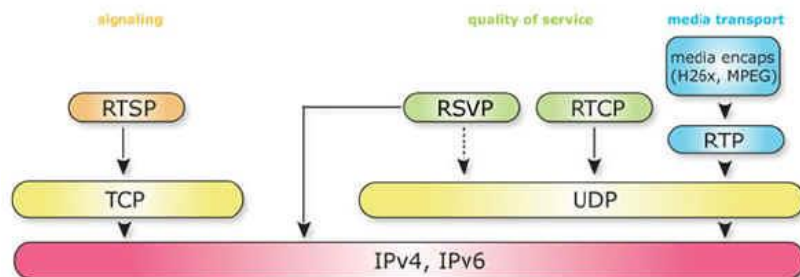 signaling
quality of service
media transport
media encaps
(H26x, MPEG)
RTSP
RSVP
RTCP
RTP
TCP
UDP
IPv4, IPv6